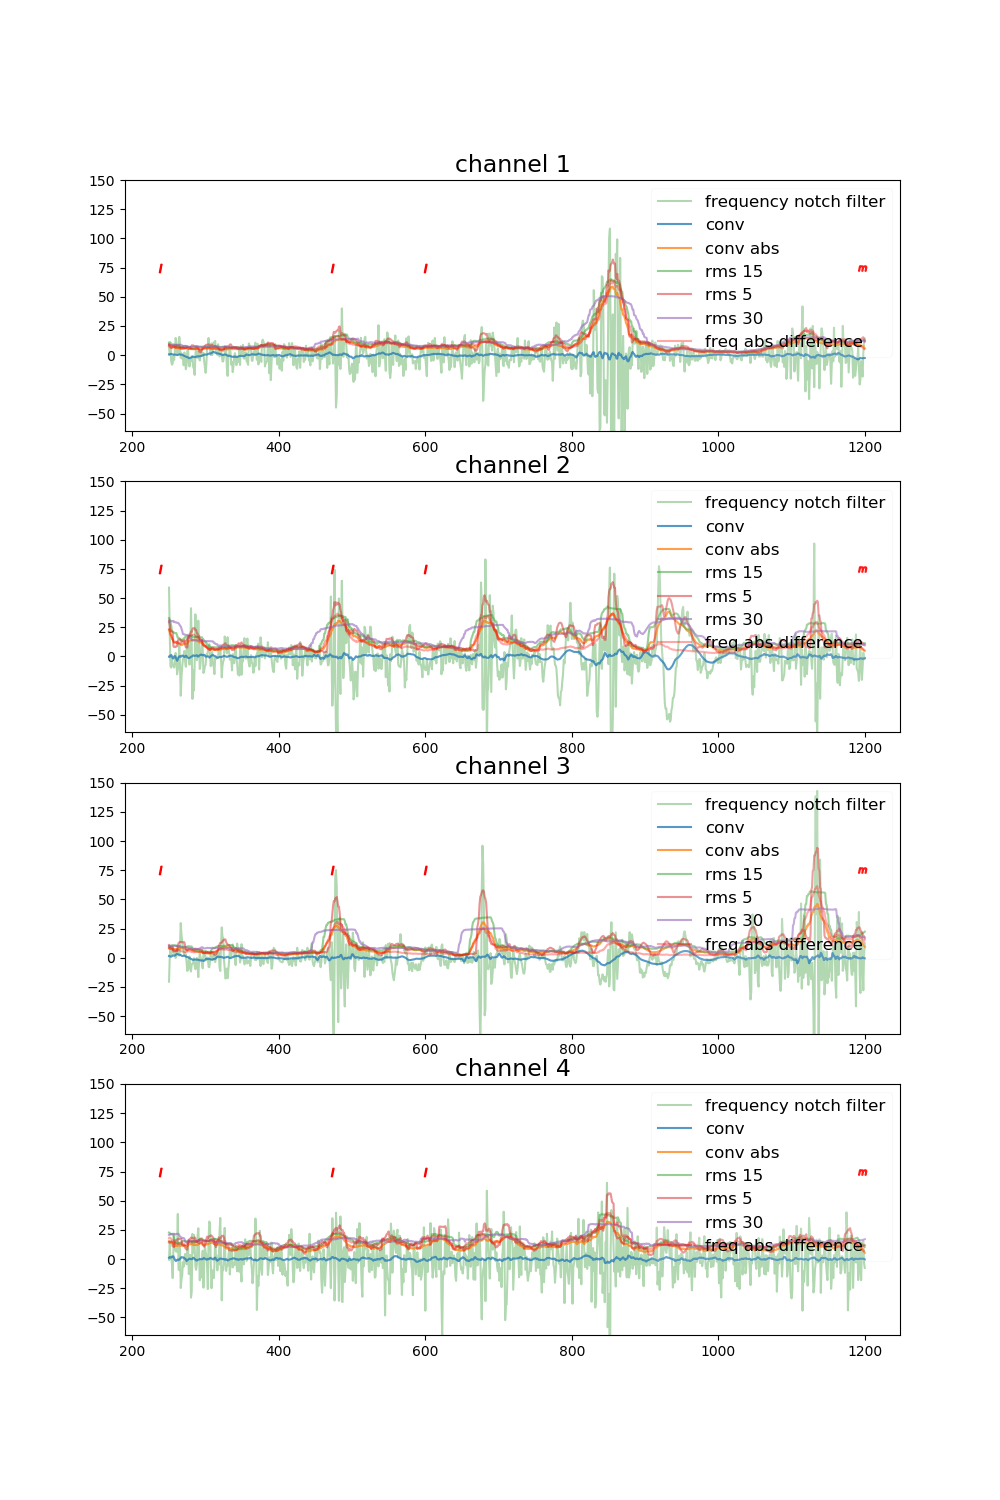 channel 1
150
125
100
75
50
25
0
−25
−50
l l l m
frequency notch filter
conv
conv abs
rms 15
rms 5
rms 30
freq abs difference
200 400 600 800 1000 1200
channel 2
150
125
100
75
50
25
0
−25
−50
l l l m
frequency notch filter
conv
conv abs
rms 15
rms 5
rms 30
freq abs difference
200 400 600 800 1000 1200
channel 3
150
125
100
75
50
25
0
−25
−50
l l l m
frequency notch filter
conv
conv abs
rms 15
rms 5
rms 30
freq abs difference
200 400 600 800 1000 1200
channel 4
150
125
100
75
50
25
0
−25
−50
l l l m
frequency notch filter
conv
conv abs
rms 15
rms 5
rms 30
freq abs difference
200 400 600 800 1000 1200